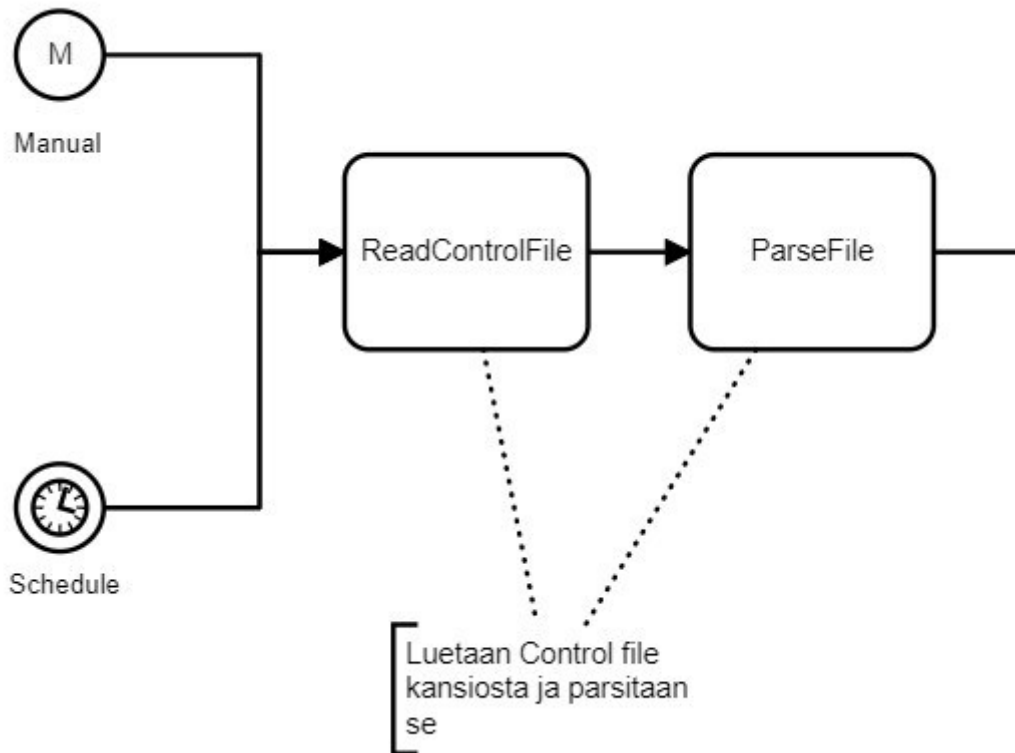 M
Manual
ReadControlFile
ParseFile
Schedule
Luetaan Control file
kansiosta ja parsitaan
se